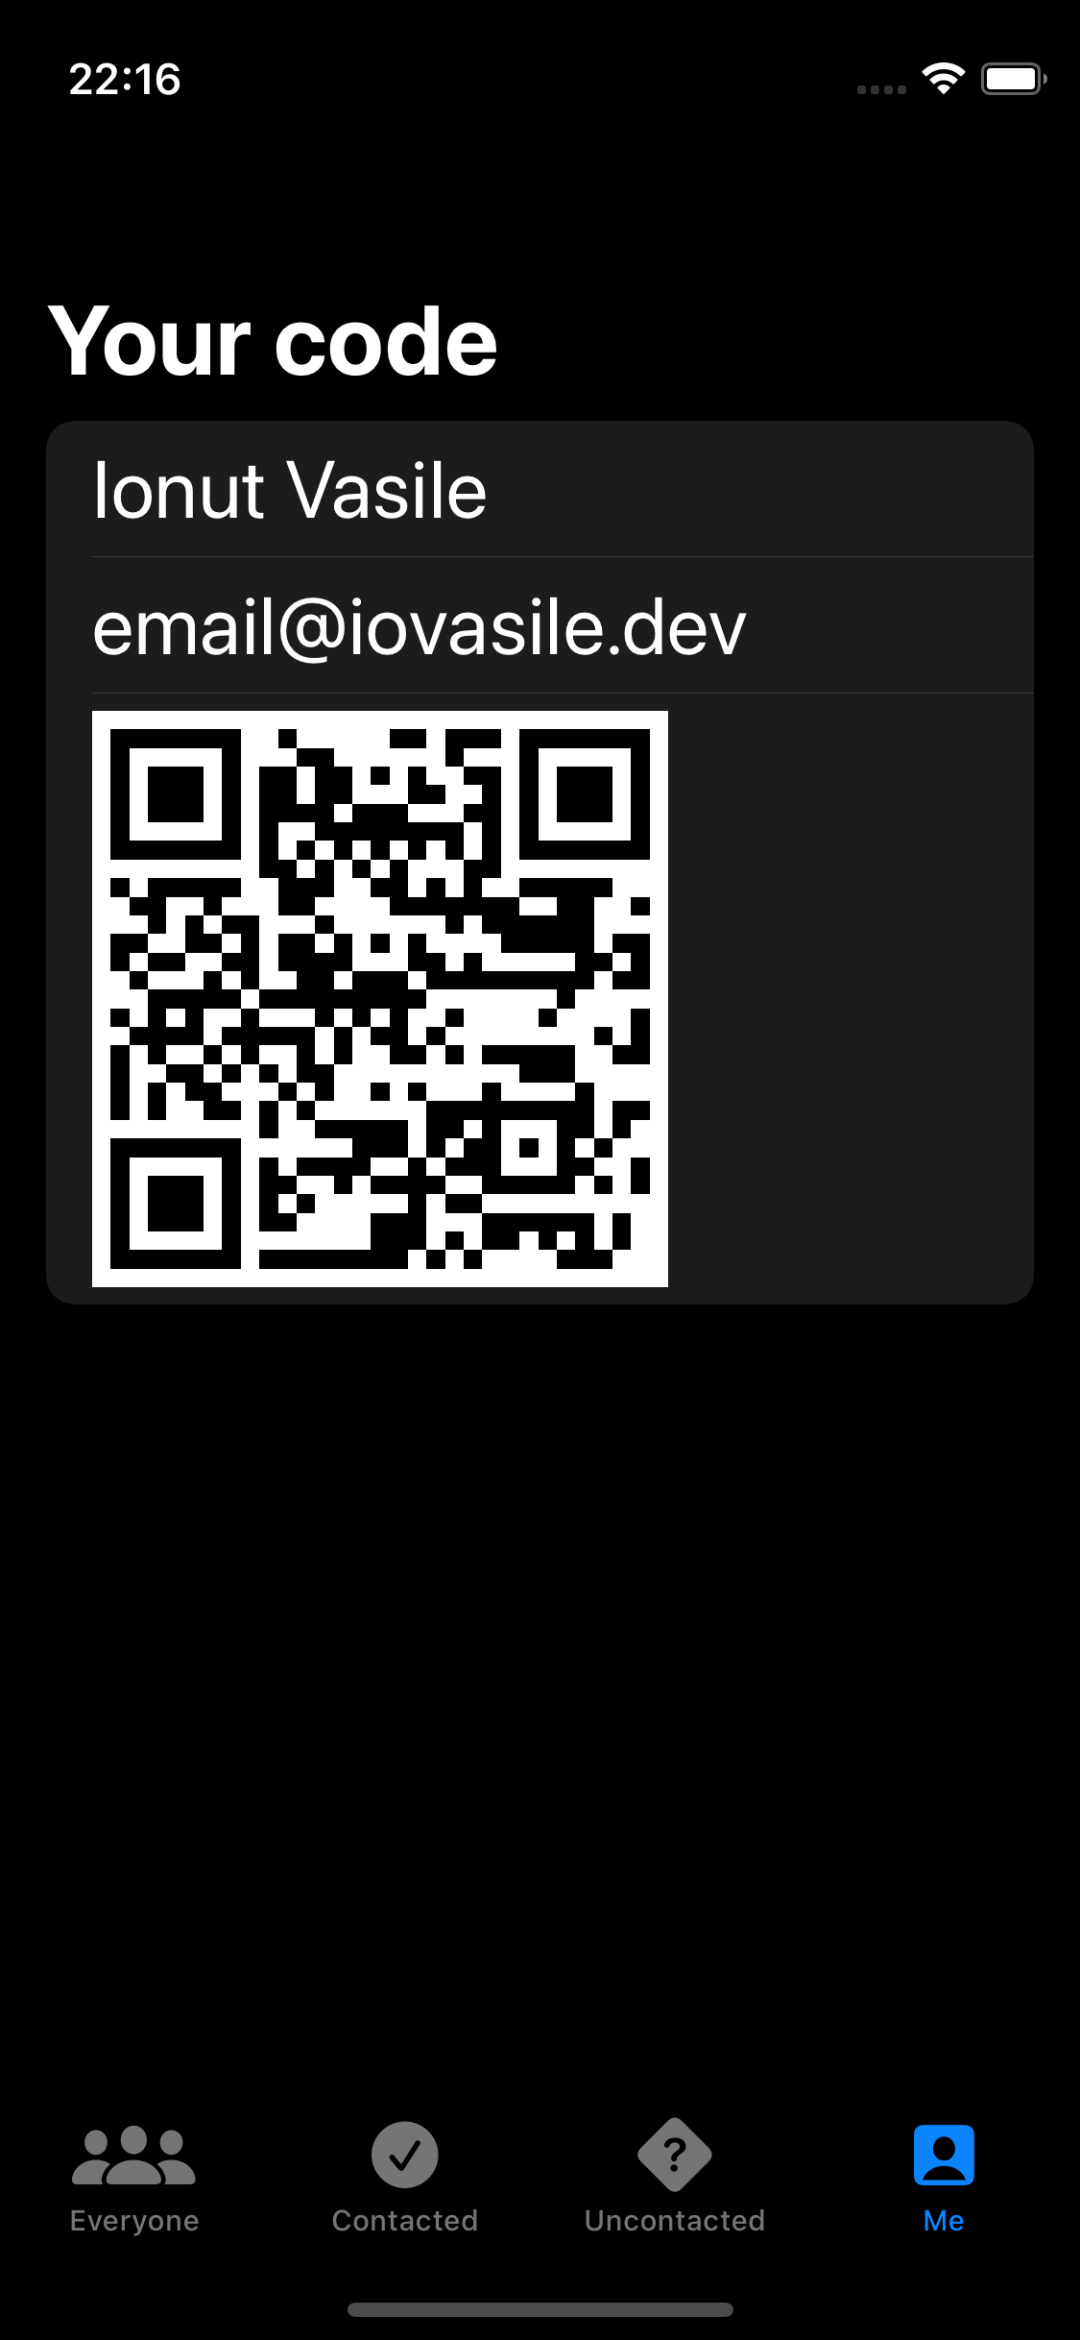 22:16
Your code
Ionut Vasile
email@iovasile.dev
Everyone
Contacted
Uncontacted
Me